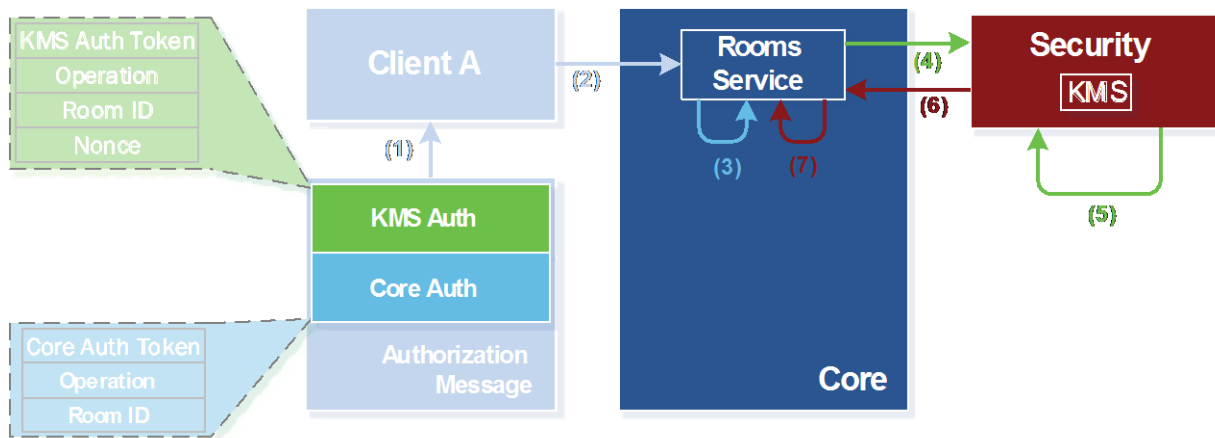 KMS Auth Token
Operation
Room ID
Nonce
Client A
(1)
(2)
KMS Auth
Core Auth
Authorization
Message
Core Auth Token
Operation
Room ID
Rooms
Service
(3)
(7)
Core
(4)
(6)
Security
KMS
(5)